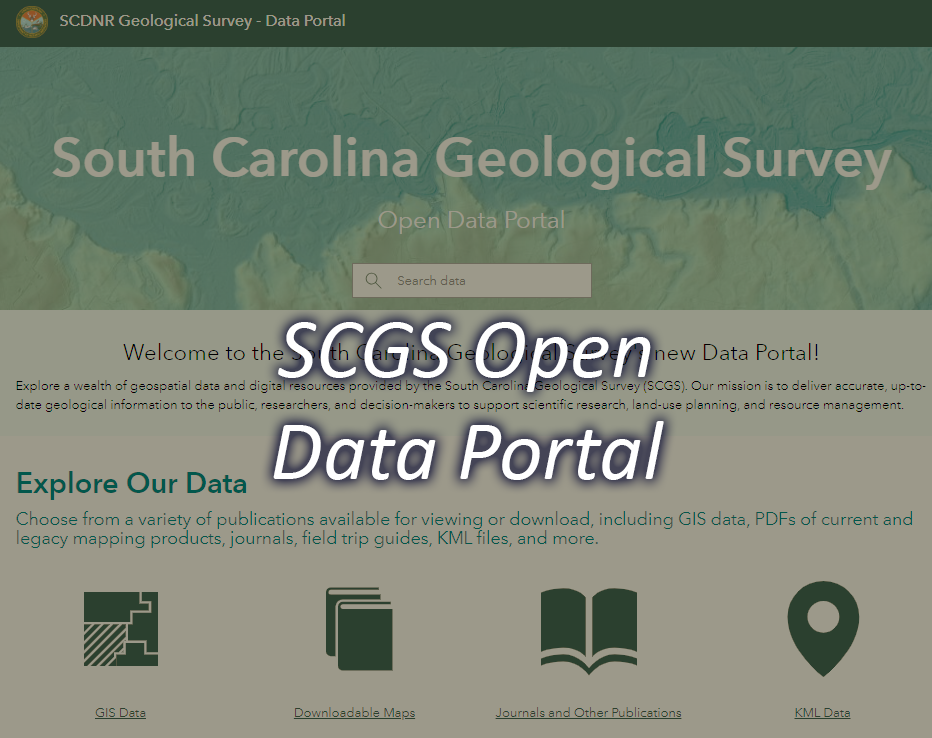 SCDNR Geological Survey - Data Portal
South Carolina Geological Survey
Open Data Portal
Search data
Welcome to the South Carolina Geological Survey's new Data Portal!
SCGS Open
Data Portal
Explore a wealth of geospatial data and digital resources provided by the South Carolina Geological Survey (SCGS). Our mission is to deliver accurate, up-to-
date geological information to the public, researchers, and decision-makers to support scientific research, land-use planning, and resource management.
Explore Our Data
Choose from a variety of publications available for viewing or download, including GIS data, PDFs of current and
legacy mapping products, journals, field trip guides, KML files, and more.
GIS Data
Downloadable Maps
Journals and Other Publications
KML Data